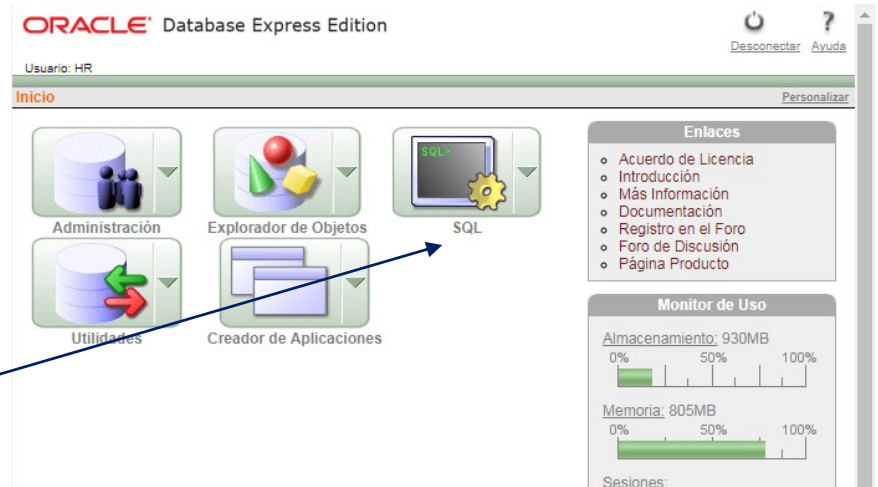 ORACLE® Database Express Edition
Desconectar Ayuda
Usuario: HR
Inicio
Personalizar
SQL>
Administración
Explorador de Objetos
SQL
Utilidades
Creador de Aplicaciones
Enlaces
Acuerdo de Licencia
Introducción
Más Información
Documentación
Registro en el Foro
Foro de Discusión
Página Producto
Monitor de Uso
Almacenamiento: 930MB
0% 50% 100%
Memoria: 805MB
0% 50% 100%
Sesiones: